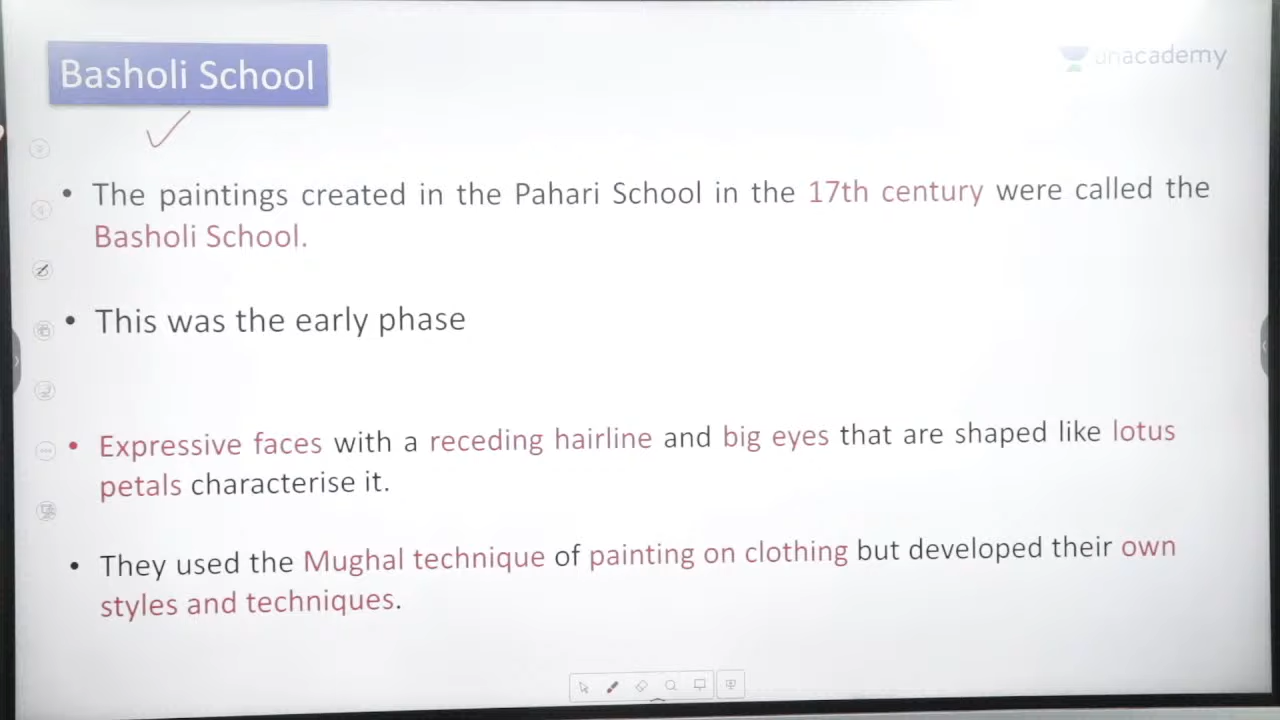 Basholi School
unacademy
• The paintings created in the Pahari School in the 17th century were called the
Basholi School.
• This was the early phase
• Expressive faces with a receding hairline and big eyes that are shaped like lotus
petals characterise it.
• They used the Mughal technique of painting on clothing but developed their own
styles and techniques.